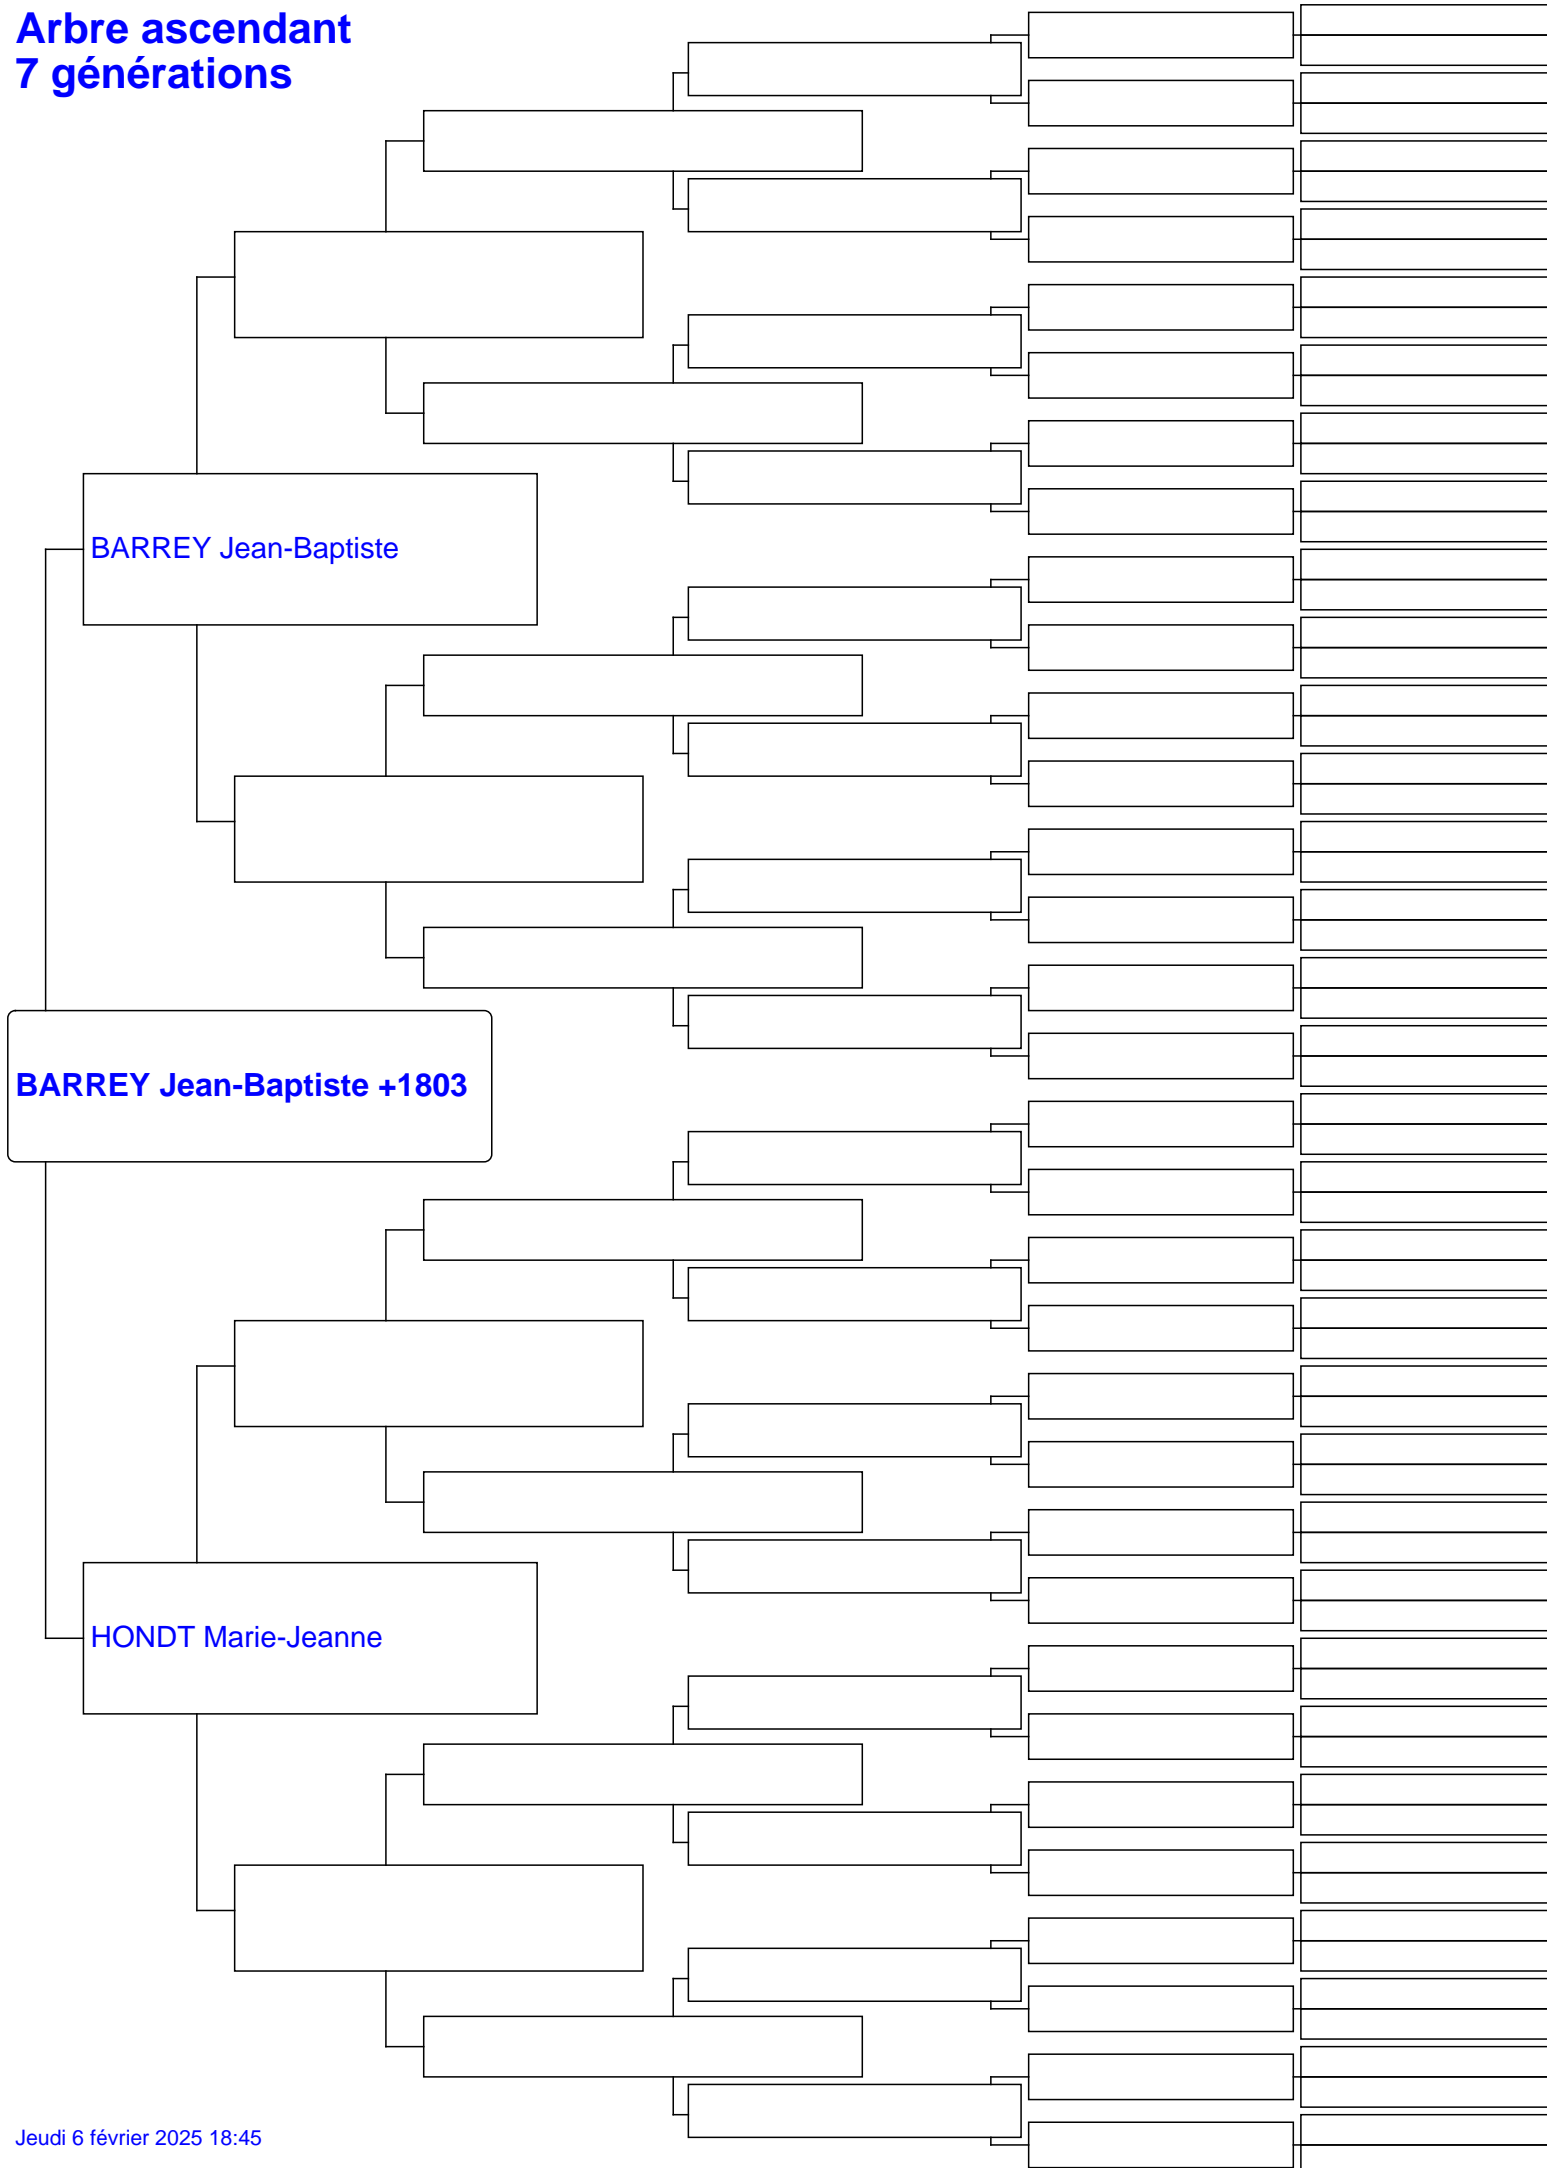 Arbre ascendant
7 générations
BARREY Jean-Baptiste
BARREY Jean-Baptiste +1803
HONDT Marie-Jeanne
Jeudi 6 février 2025 18:45